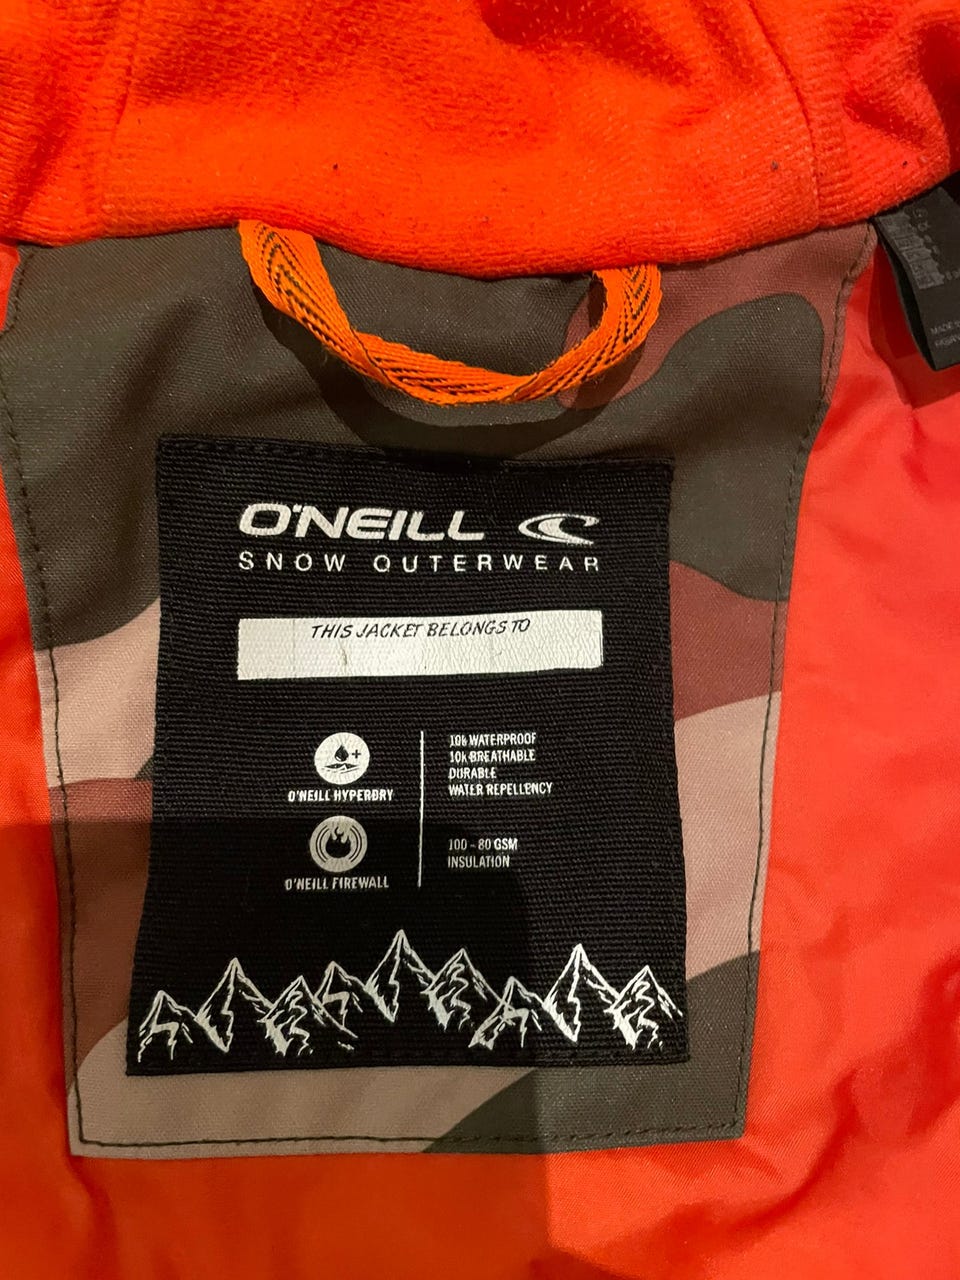 O'NEILL
SNOW OUTERWEAR
THIS JACKET BELONGS TO
O'NEILL HYPERDRY
10k WATERPROOF
10k BREATHABLE
DURABLE
WATER REPELLENCY
O'NEILL FIREWALL
100 - 80 GSM
INSULATION
MADE